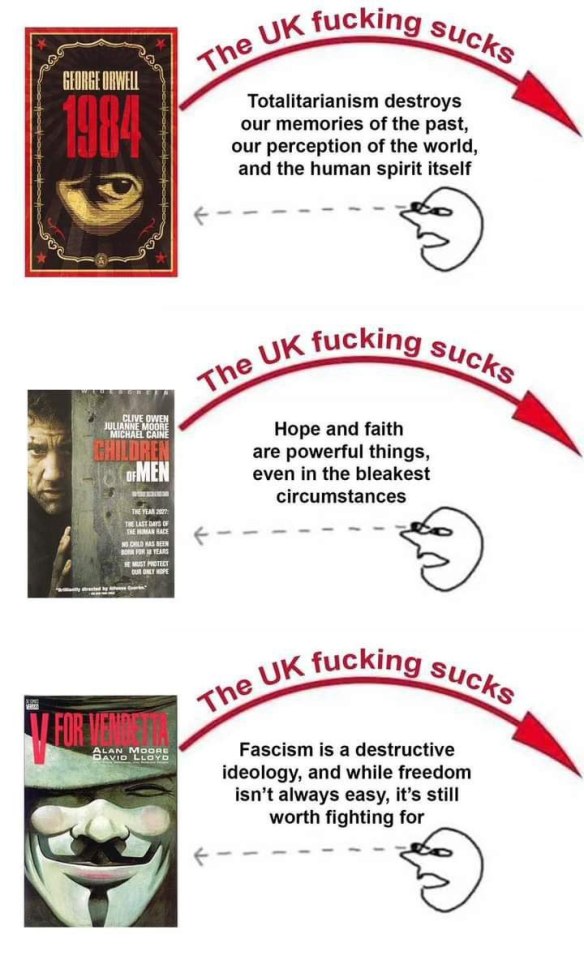 The UK fucking sucks
GEORGE ORWELL
1984
Totalitarianism destroys
our memories of the past,
our perception of the world,
and the human spirit itself
The UK fucking sucks
WIDESCREEN
CLIVE OWEN
JULIANNE MOORE
MICHAEL CAINE
CHILDREN
OF MEN
THE YEAR 2027:
THE LAST DAYS OF
THE HUMAN RACE
NO CHILD HAS BEEN
BORN FOR 18 YEARS
HE MUST PROTECT
OUR ONLY HOPE
Hope and faith
are powerful things,
even in the bleakest
circumstances
The UK fucking sucks
V FOR VENDETTA
ALAN MOORE
DAVID LLOYD
Fascism is a destructive
ideology, and while freedom
isn't always easy, it's still
worth fighting for